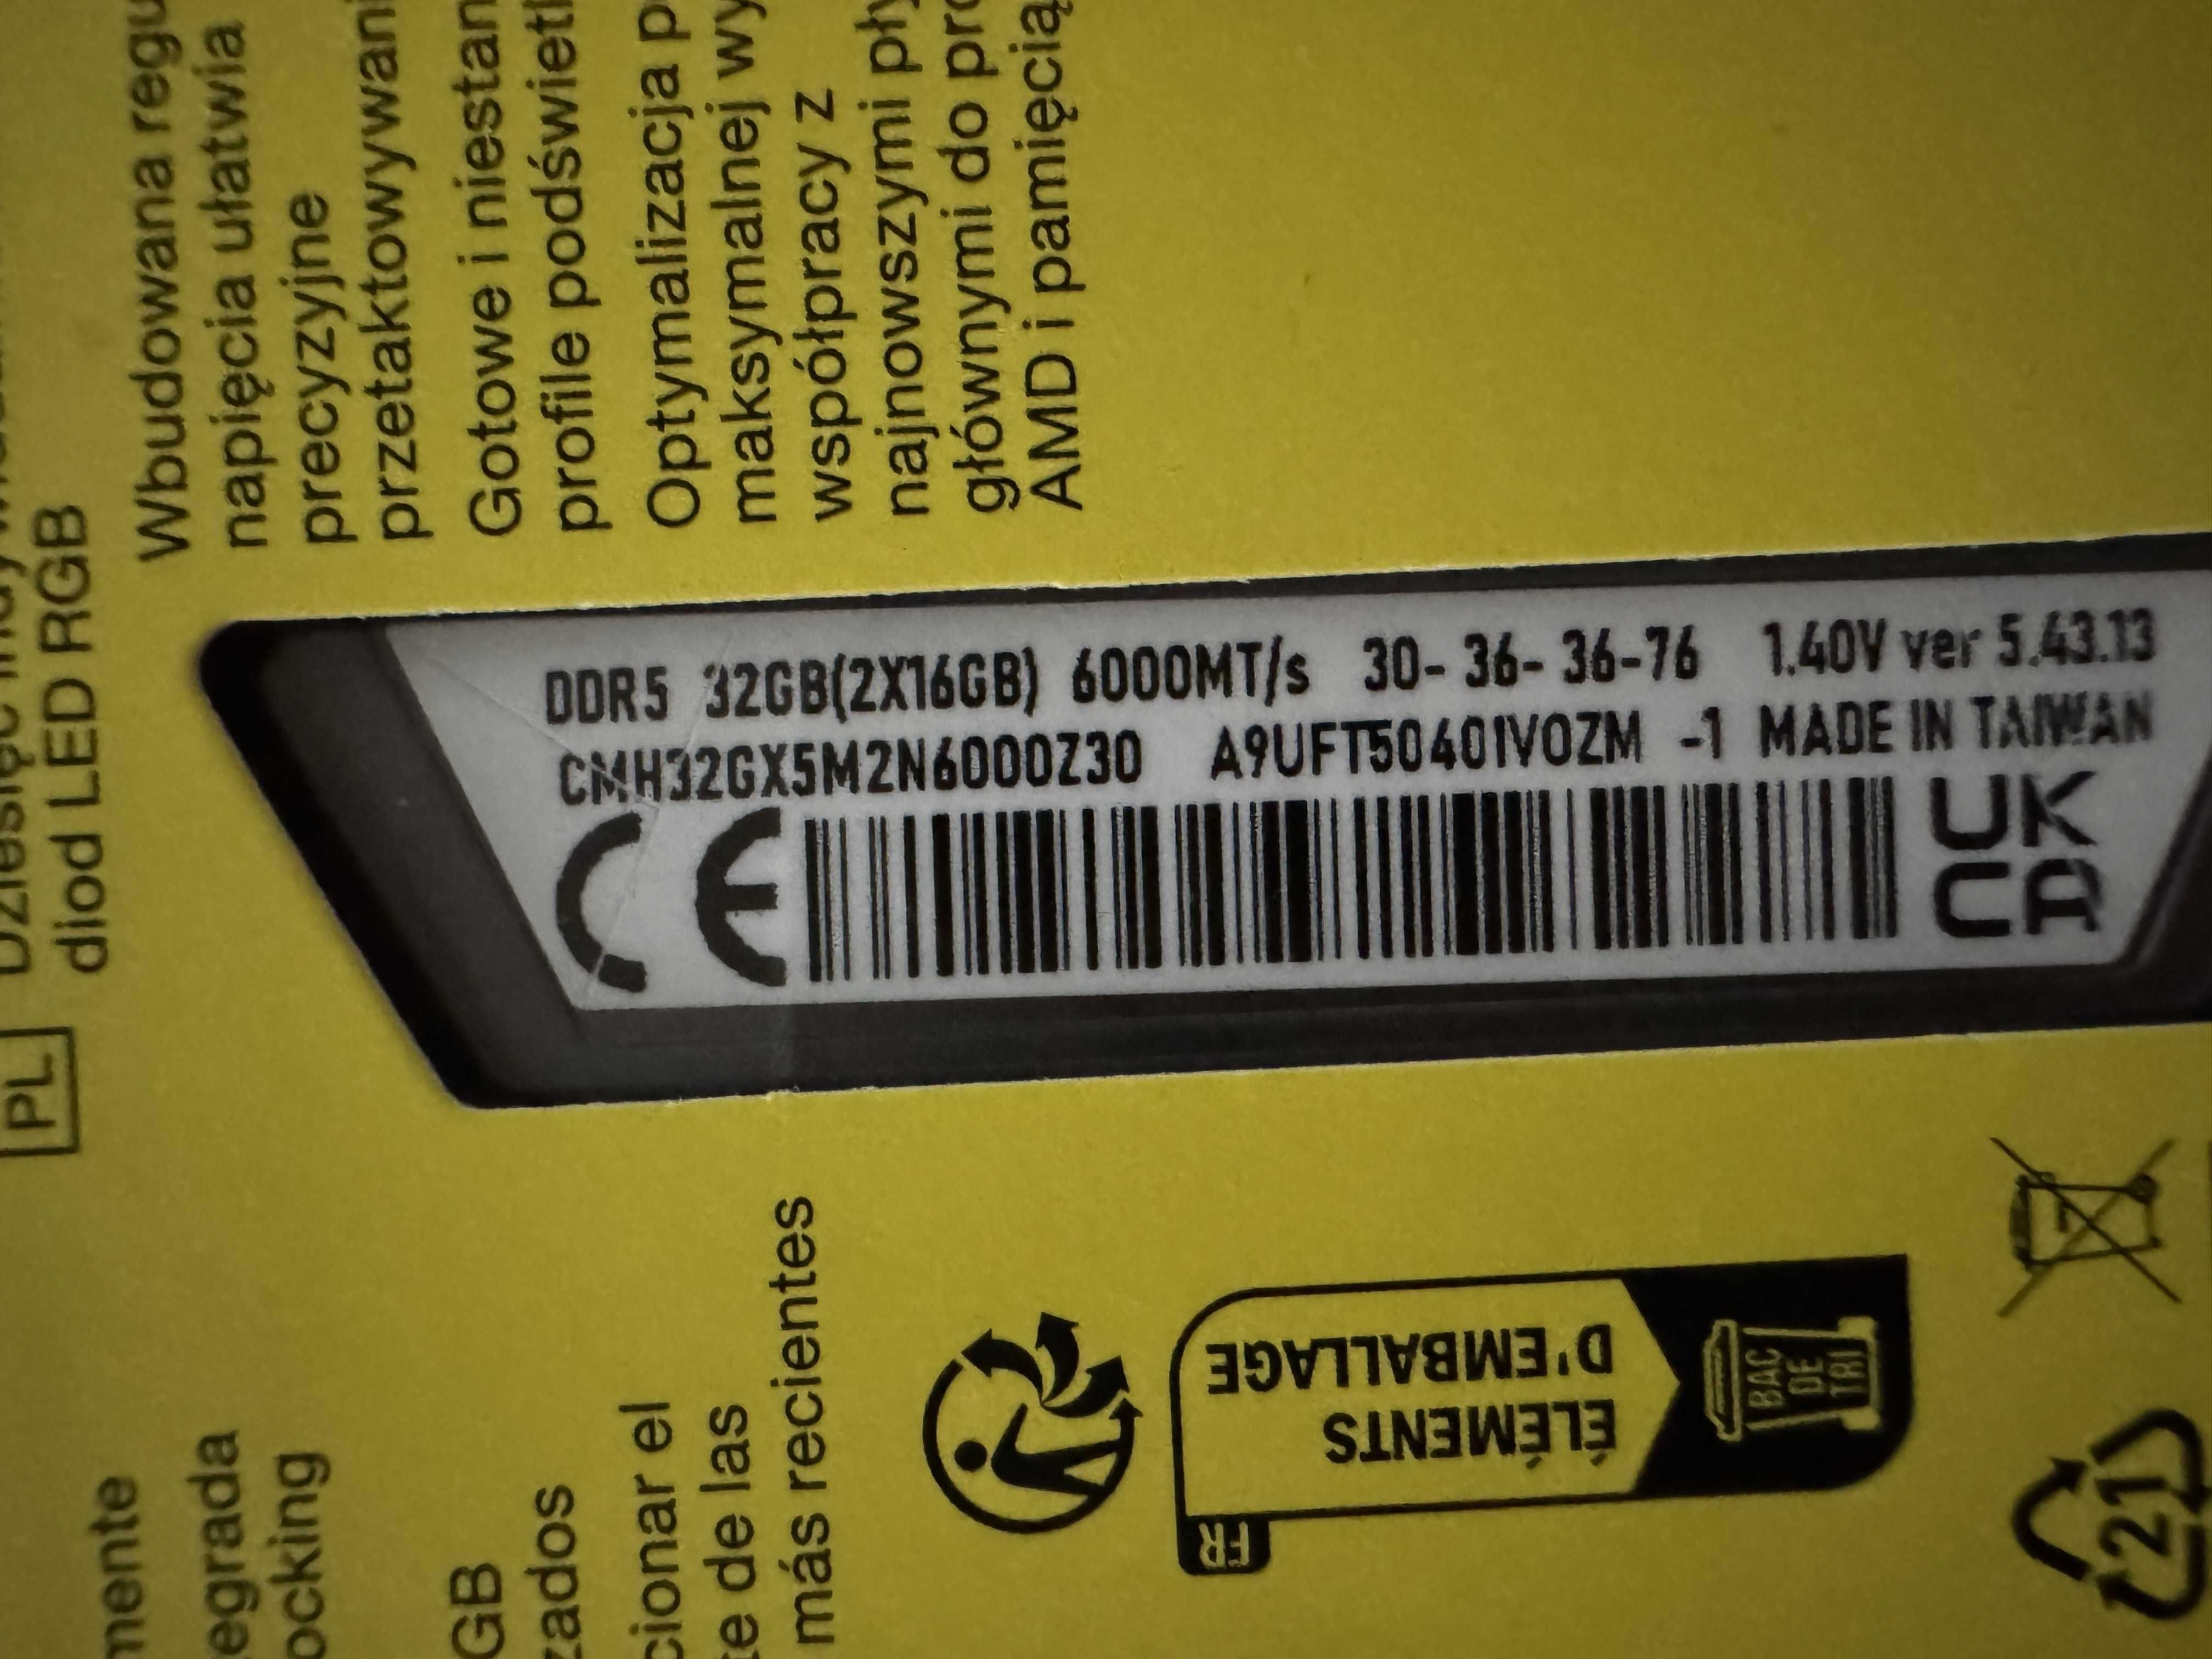 DDR5 32GB(2X16GB) 6000MT/s 30-36-36-76 1.40V ver 5.43.13
CMH32GX5M2N6000Z30 A9UFT50401VOZM -1 MADE IN TAIWAN
CE
UK
CA
PL
diod LED RGB
Wbudowana regu
napięcia ułatwia
precyzyjne
przetaktowywani
Gotowe i niestan
profile podświetl
Optymalizacja p
maksymalnej wy
współpracy z
najnowszymi pły
głównymi do pro
AMD i pamięcią
mente
egrada
ocking
GB
zados
cionar el
te de las
más recientes
FR
ÉLÉMENTS
D'EMBALLAGE
BAC
DE
TRI
21